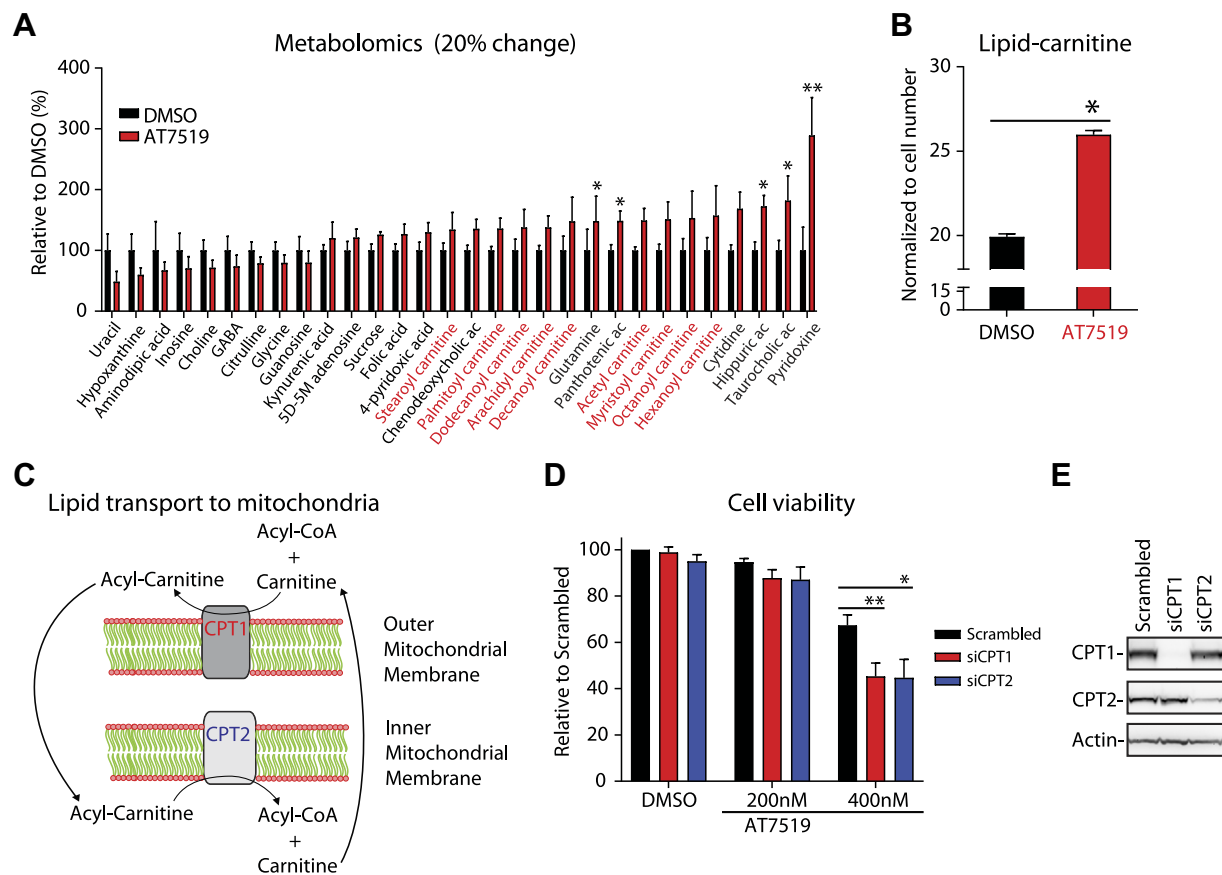 A
Metabolomics (20% change)
Relative to DMSO (%)
400
300
200
100
0
DMSO
AT7519
*
*
*
*
**
Uracil
Hypoxanthine
Aminodipic acid
Inosine
Choline
GABA
Citrulline
Glycine
Guanosine
Kynurenic acid
5D-5M adenosine
Sucrose
Folic acid
4-pyridoxic acid
Stearoyl carnitine
Chenodeoxycholic ac
Palmitoyl carnitine
Dodecanoyl carnitine
Arachidyl carnitine
Decanoyl carnitine
Glutamine
Panthotenic ac
Acetyl carnitine
Myristoyl carnitine
Octanoyl carnitine
Hexanoyl carnitine
Cytidine
Hippuric ac
Taurocholic ac
Pyridoxine
B
Lipid-carnitine
Normalized to cell number
30
25
20
15
0
*
DMSO
AT7519
C
Lipid transport to mitochondria
Acyl-CoA
+
Carnitine
Acyl-Carnitine
CPT1
Outer
Mitochondrial
Membrane
CPT2
Inner
Mitochondrial
Membrane
Acyl-Carnitine
Acyl-CoA
+
Carnitine
D
Cell viability
Relative to Scrambled
100
80
60
40
20
0
*
**
Scrambled
siCPT1
siCPT2
DMSO
200nM
400nM
AT7519
E
Scrambled
siCPT1
siCPT2
CPT1-
CPT2-
Actin-